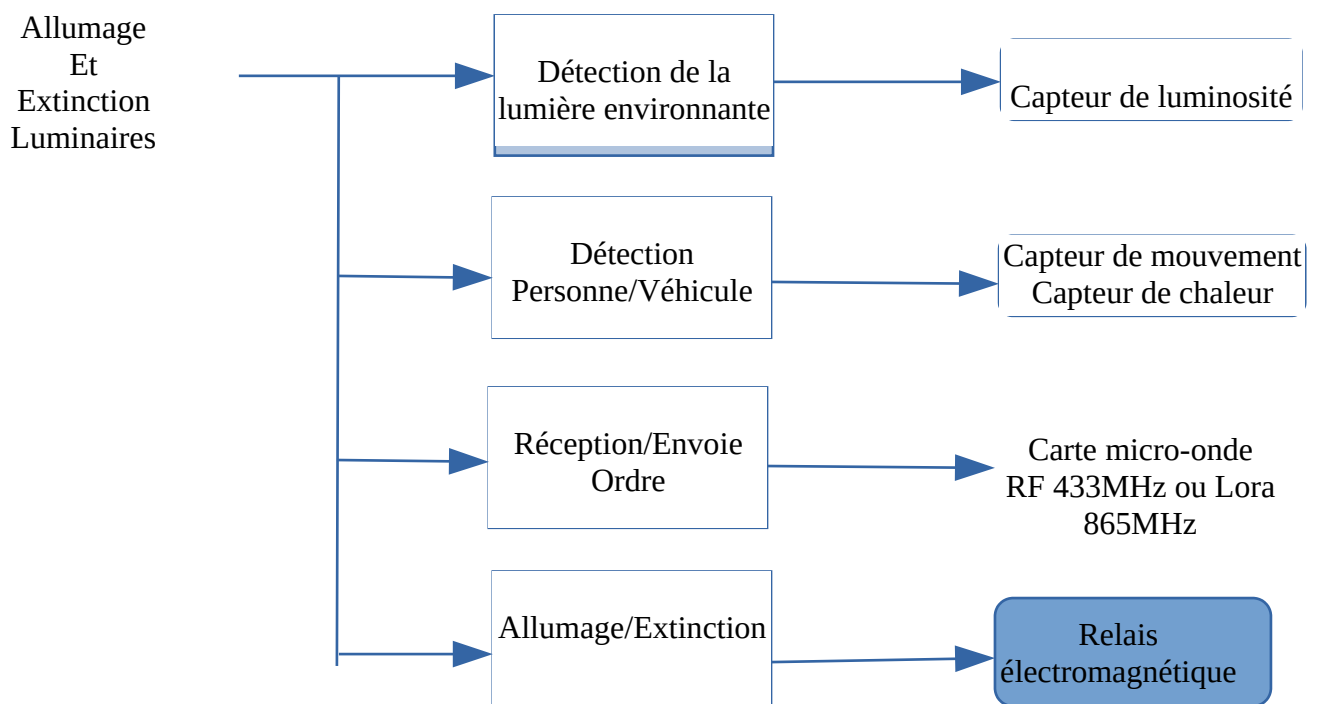 Allumage
Et
Extinction
Luminaires
Détection de la
lumière environnante
Capteur de luminosité
Détection
Personne/Véhicule
Capteur de mouvement
Capteur de chaleur
Réception/Envoie
Ordre
Carte micro-onde
RF 433MHz ou Lora
865MHz
Allumage/Extinction
Relais
électromagnétique